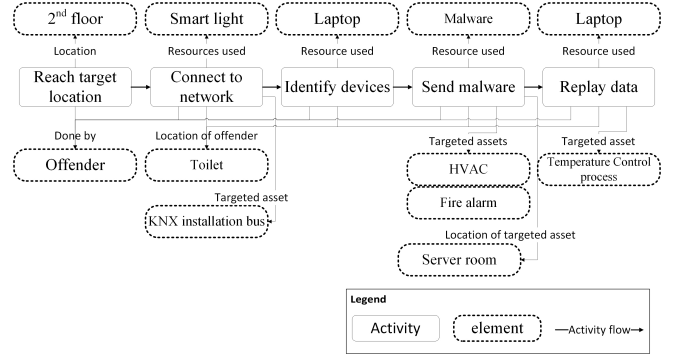 2nd floor
Smart light
Laptop
Malware
Laptop
Location
Resources used
Resource used
Resource used
Resource used
Reach target
location
Connect to
network
Identify devices
Send malware
Replay data
Done by
Location of offender
Targeted assets
Targeted asset
Offender
Toilet
HVAC
Temperature Control
process
Targeted asset
Fire alarm
KNX installation bus
Location of targeted asset
Server room
Legend
Activity
element
Activity flow